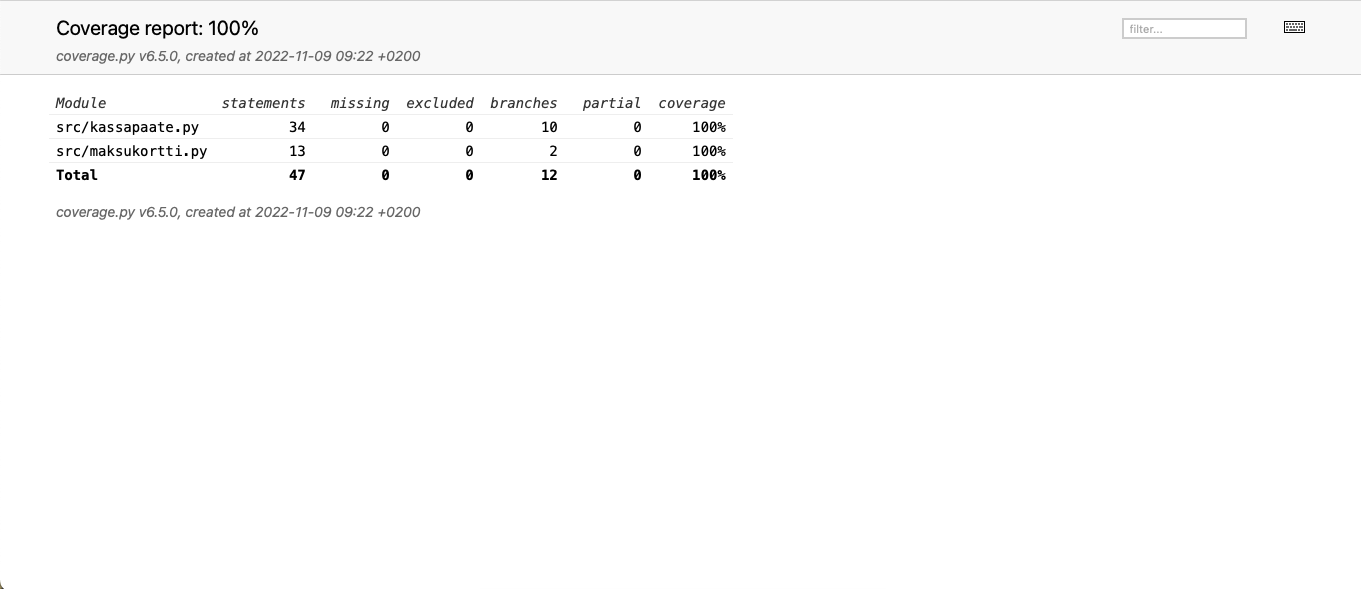 Coverage report: 100%
filter...
coverage.py v6.5.0, created at 2022-11-09 09:22 +0200
Module statements missing excluded branches partial coverage
src/kassapaate.py 34 0 0 10 0 100%
src/maksukortti.py 13 0 0 2 0 100%
Total 47 0 0 12 0 100%
coverage.py v6.5.0, created at 2022-11-09 09:22 +0200